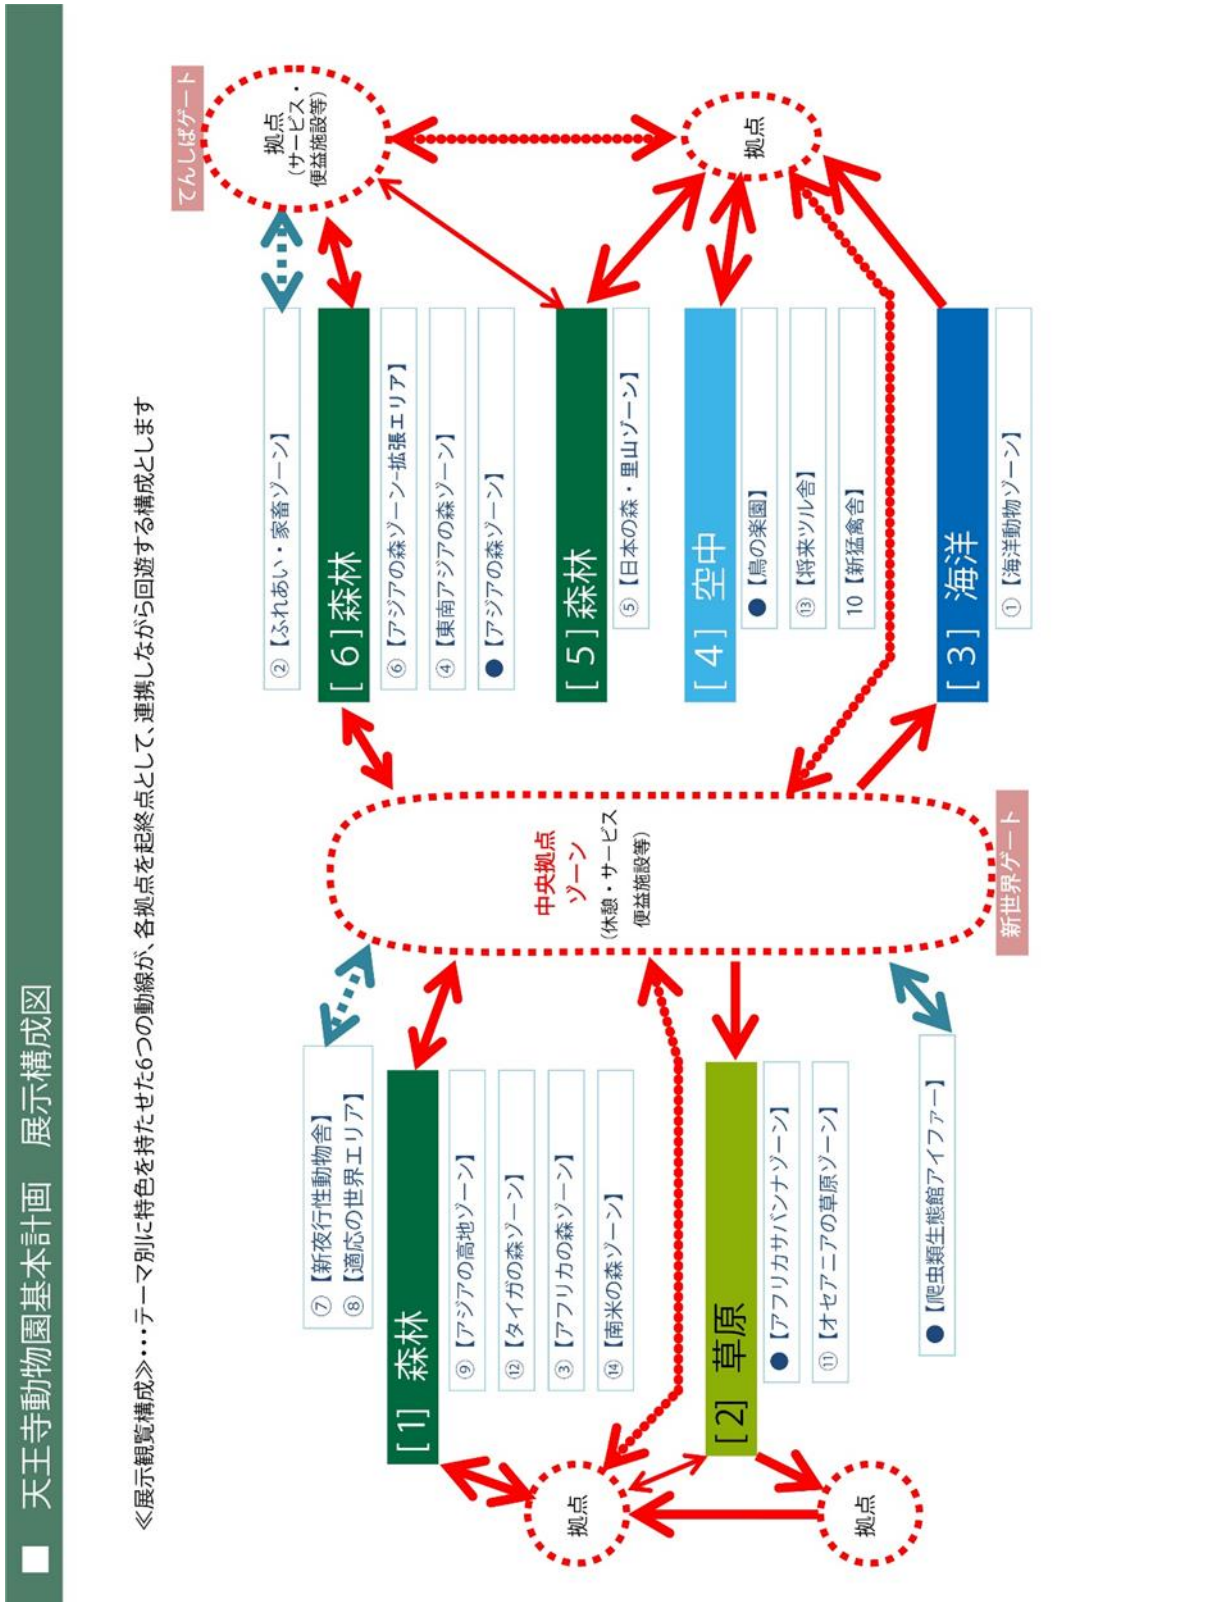 ■ 天王寺動物園基本計画 展示構成図
≪展示観覧構成≫・・・テーマ別に特色を持たせた6つの動線が、各拠点を起終点として、連携しながら回遊する構成とします
⑦【新夜行性動物舎】
⑧【適応の世界エリア】
[1] 森林
⑨【アジアの高地ゾーン】
⑫【タイガの森ゾーン】
③【アフリカの森ゾーン】
⑭【南米の森ゾーン】
拠点
[2] 草原
●【アフリカサバンナゾーン】
⑪【オセアニアの草原ゾーン】
拠点
●【爬虫類生態館アイファー】
中央拠点
ゾーン
(休憩・サービス
便益施設等)
新世界ゲート
②【ふれあい・家畜ゾーン】
[6]森林
⑥【アジアの森ゾーン-拡張エリア】
④【東南アジアの森ゾーン】
●【アジアの森ゾーン】
[5]森林
⑤【日本の森・里山ゾーン】
[4] 空中
●【鳥の楽園】
⑬【将来ツル舎】
10【新猛禽舎】
[3] 海洋
①【海洋動物ゾーン】
てんしばゲート
拠点
(サービス・
便益施設等)
拠点